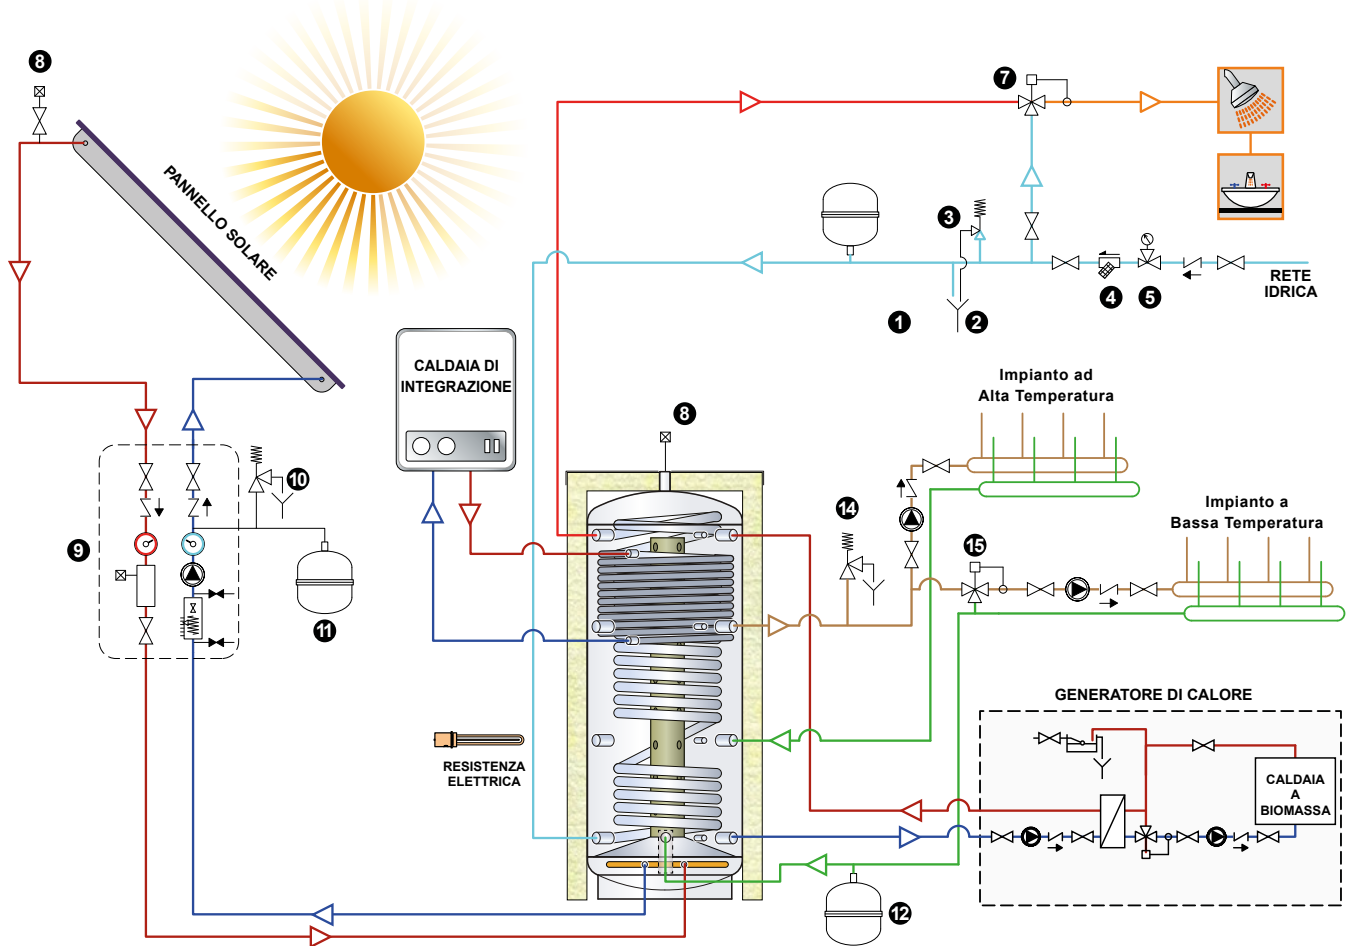 8
7
PANNELLO SOLARE
3
4
5
RETE
IDRICA
1
2
CALDAIA DI
INTEGRAZIONE
Impianto ad
Alta Temperatura
8
10
14
Impianto a
Bassa Temperatura
9
15
11
GENERATORE DI CALORE
RESISTENZA
ELETTRICA
CALDAIA
A
BIOMASSA
12